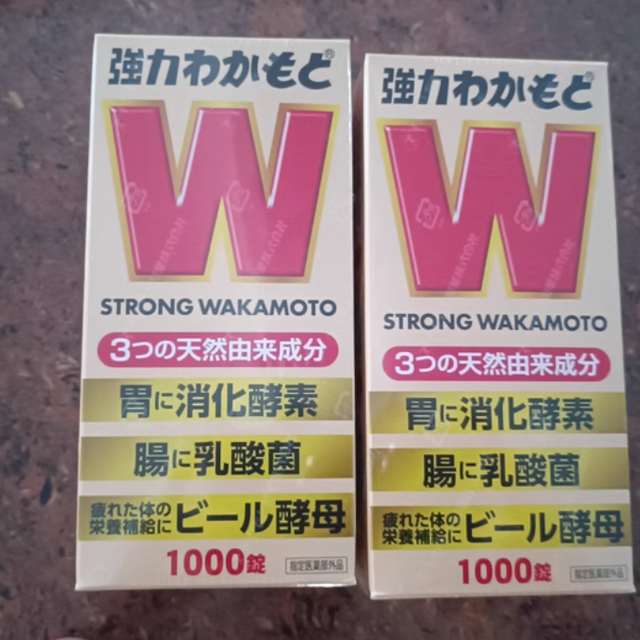 強力わかもと®
W
STRONG WAKAMOTO
3つの天然由来成分
胃に消化酵素
腸に乳酸菌
疲れた体の
栄養補給にビール酵母
1000錠
指定医薬部外品
強力わかもと®
W
STRONG WAKAMOTO
3つの天然由来成分
胃に消化酵素
腸に乳酸菌
疲れた体の
栄養補給にビール酵母
1000錠
指定医薬部外品